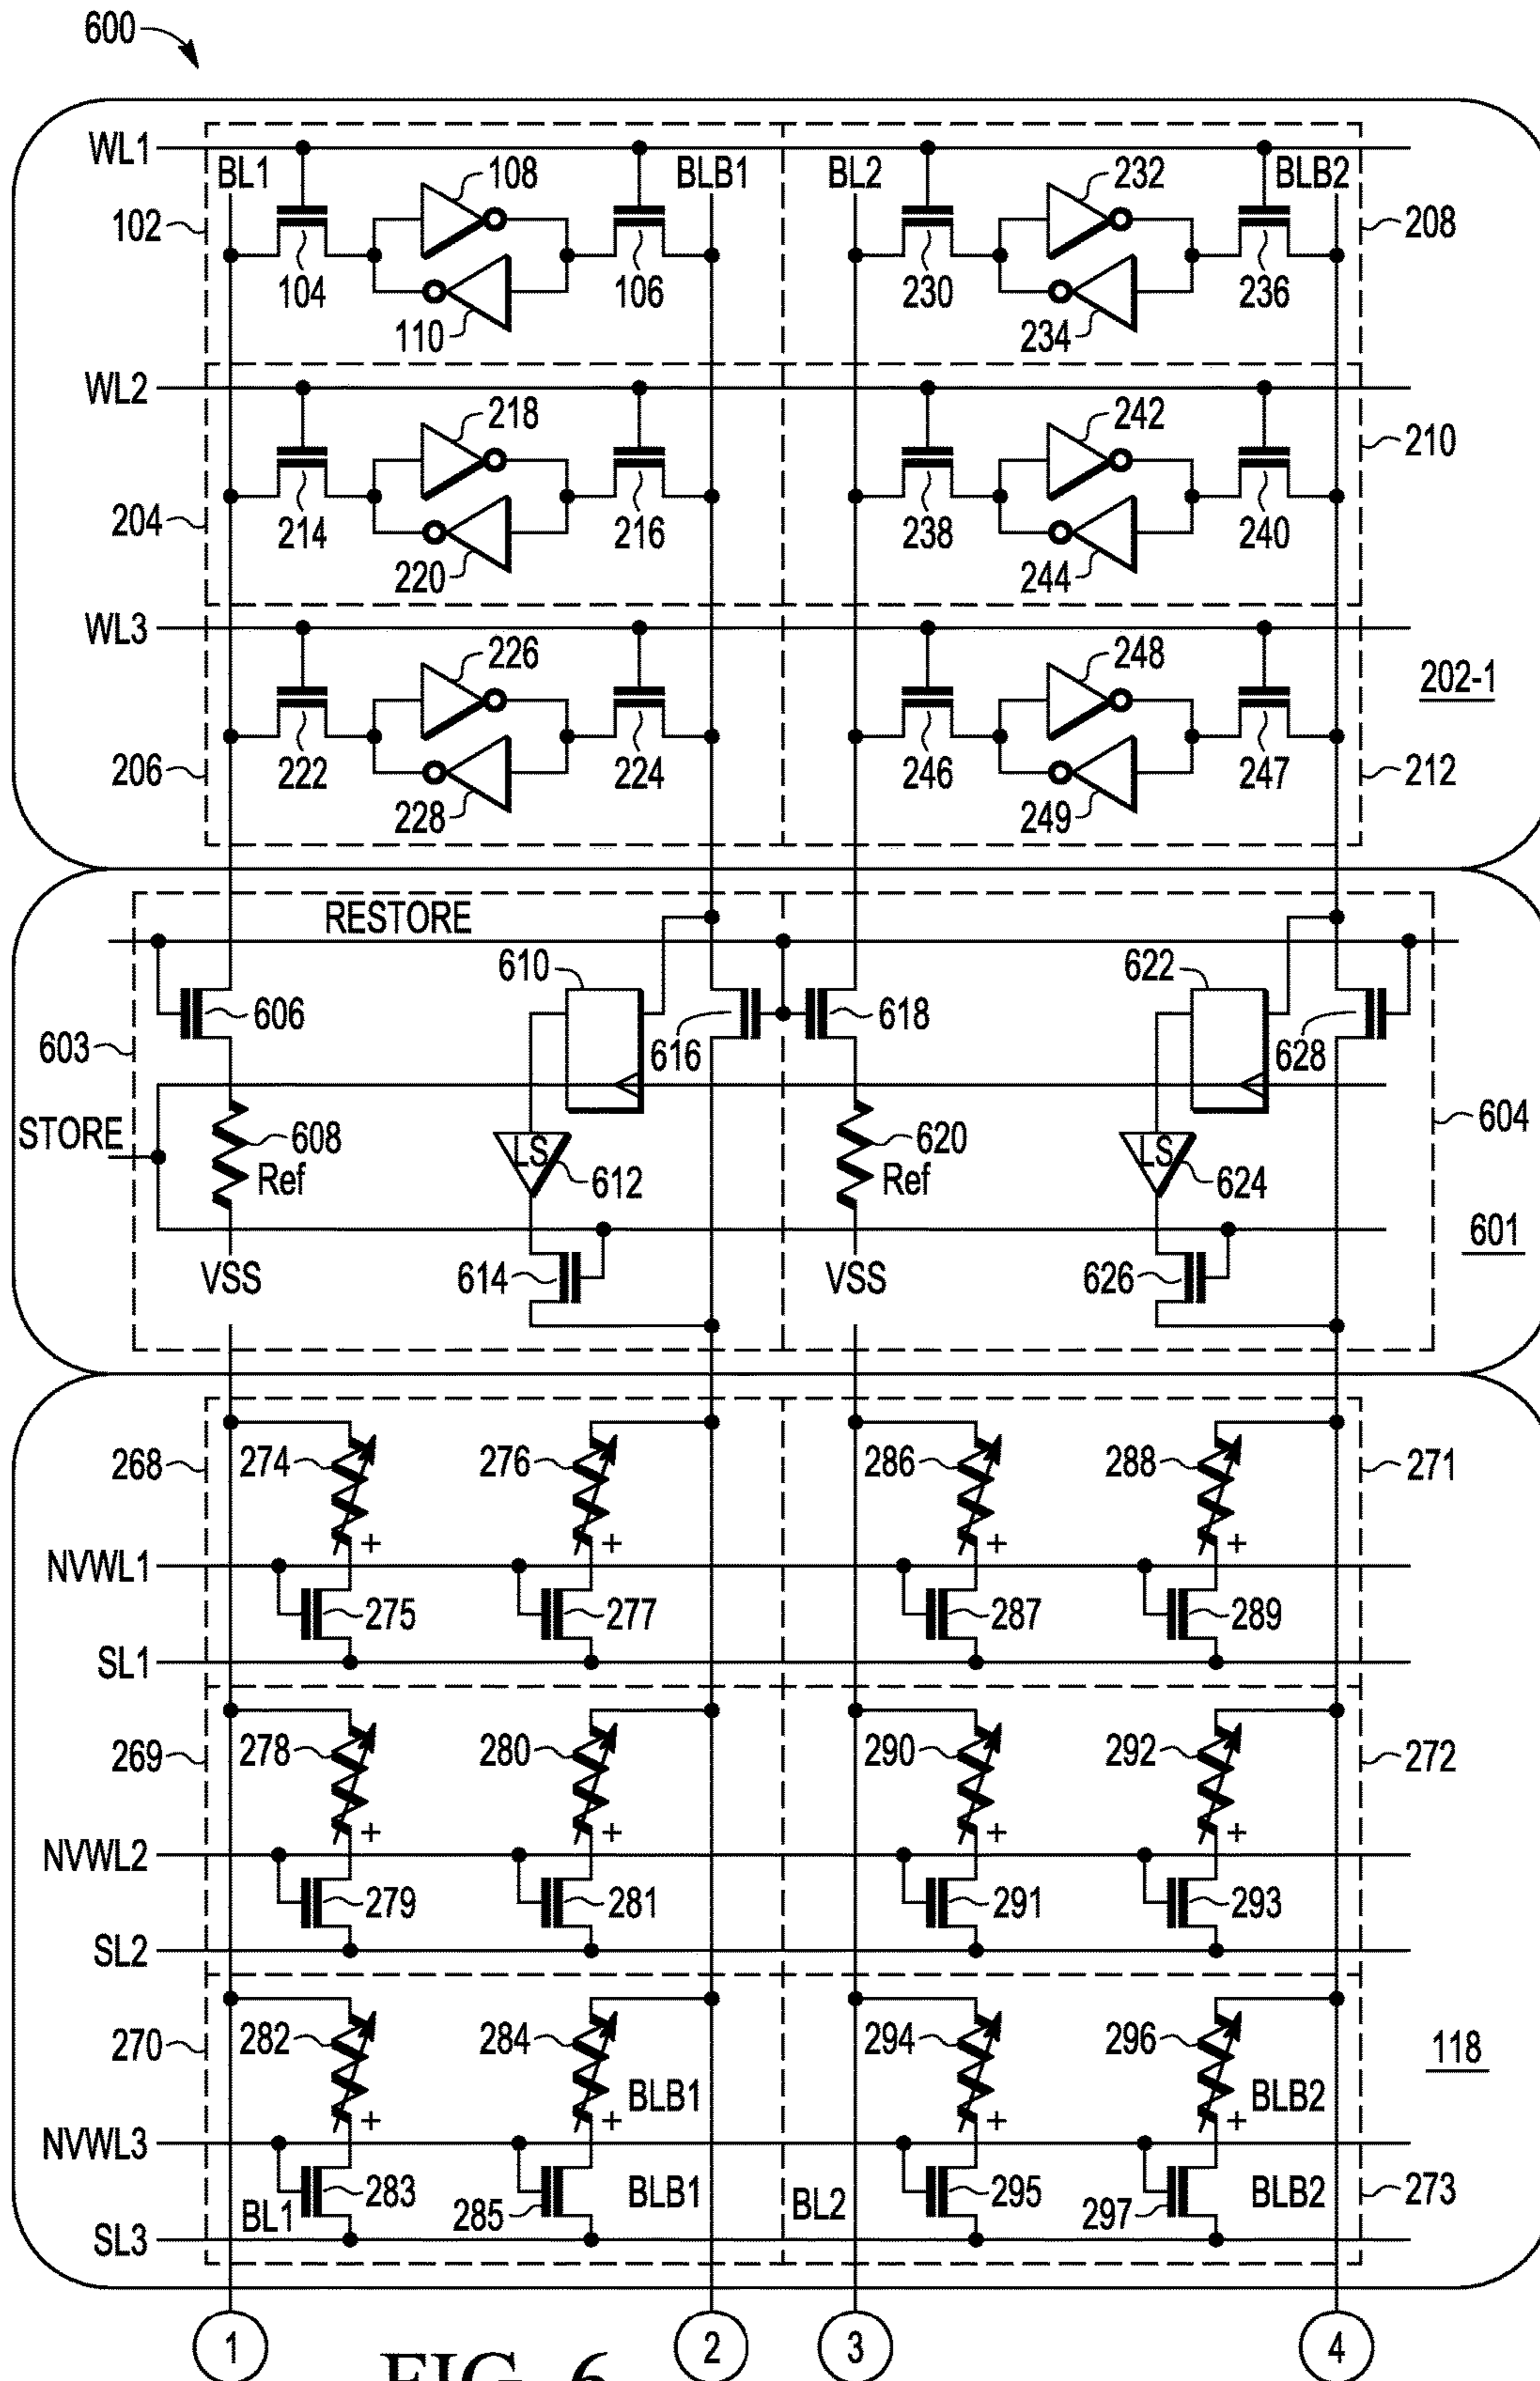 600
WL1
BL1 108 BLB1 BL2 232 BLB2
102 208
104 106 230 236
110 234
WL2
218 242
210
204 214 216 238 240
220 244
WL3
226 248
202-1
206 222 224 246 247 212
228 249
RESTORE
610 622
606 618
603 616 628
STORE 608 620 604
LS LS
Ref 612 Ref 624
601
VSS 614 VSS 626
268 274 276 286 288 271
+ + + +
NVWL1
275 277 287 289
SL1
269 278 280 290 292 272
+ + + +
NVWL2
279 281 291 293
SL2
270 282 284 294 296 118
BLB1 BLB2
+ + + +
NVWL3
283 BLB1 BL2 295 BLB2 273
BL1 285 297
SL3
1 2 3 4
FIG. 6